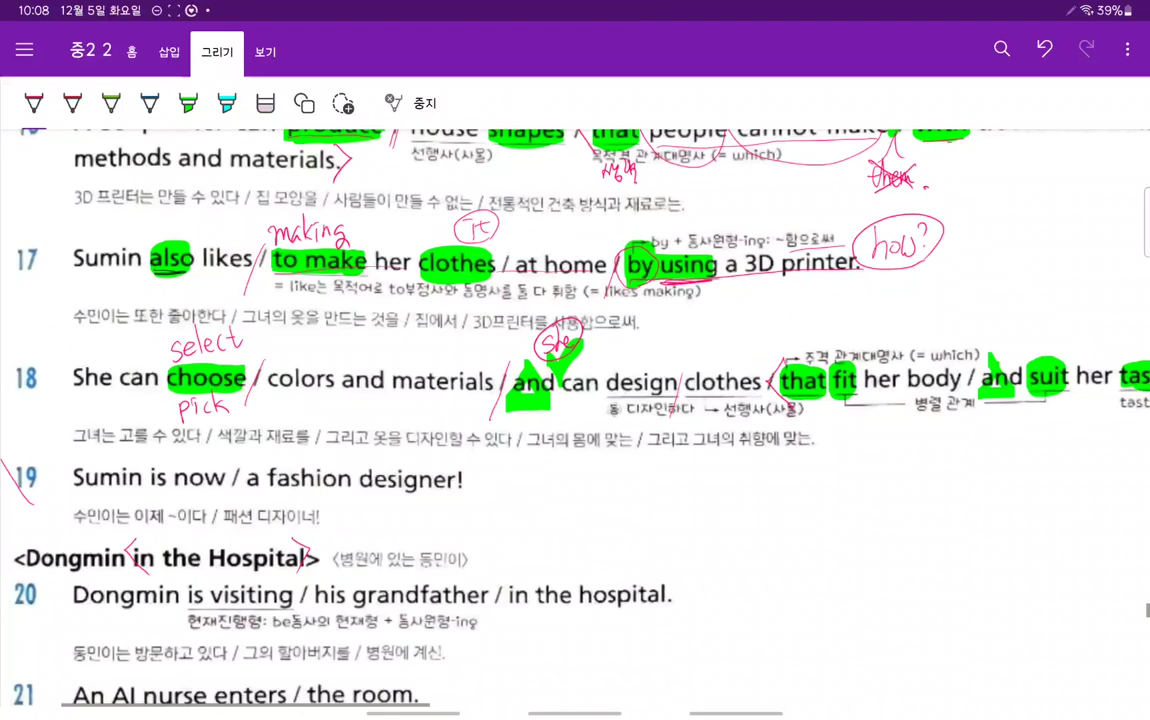 10:08 12월 5일 화요일 39%
중2 2 홈 삽입 그리기 보기
중지
produce / house shapes / that people cannot make with
선행사(사물) 목적격 관계대명사(= which)
생략
them
methods and materials.
3D 프린터는 만들 수 있다 / 집 모양을 / 사람들이 만들 수 없는 / 전통적인 건축 방식과 재료로는.
making it how?
by + 동사원형-ing: ~함으로써
17 Sumin also likes / to make her clothes / at home / by using a 3D printer.
= like는 목적어로 to부정사와 동명사를 둘 다 취함 (= likes making)
수민이는 또한 좋아한다 / 그녀의 옷을 만드는 것을 / 집에서 / 3D프린터를 사용함으로써.
select she
주격 관계대명사 (= which)
18 She can choose / colors and materials / and can design clothes / that fit her body / and suit her tas
pick
동 디자인하다 선행사(사물) 병렬 관계 tast
그녀는 고를 수 있다 / 색깔과 재료를 / 그리고 옷을 디자인할 수 있다 / 그녀의 몸에 맞는 / 그리고 그녀의 취향에 맞는.
19 Sumin is now / a fashion designer!
수민이는 이제 ~이다 / 패션 디자이너!
<Dongmin in the Hospital> <병원에 있는 동민이>
20 Dongmin is visiting / his grandfather / in the hospital.
현재진행형: be동사의 현재형 + 동사원형-ing
동민이는 방문하고 있다 / 그의 할아버지를 / 병원에 계신.
21 An AI nurse enters / the room.